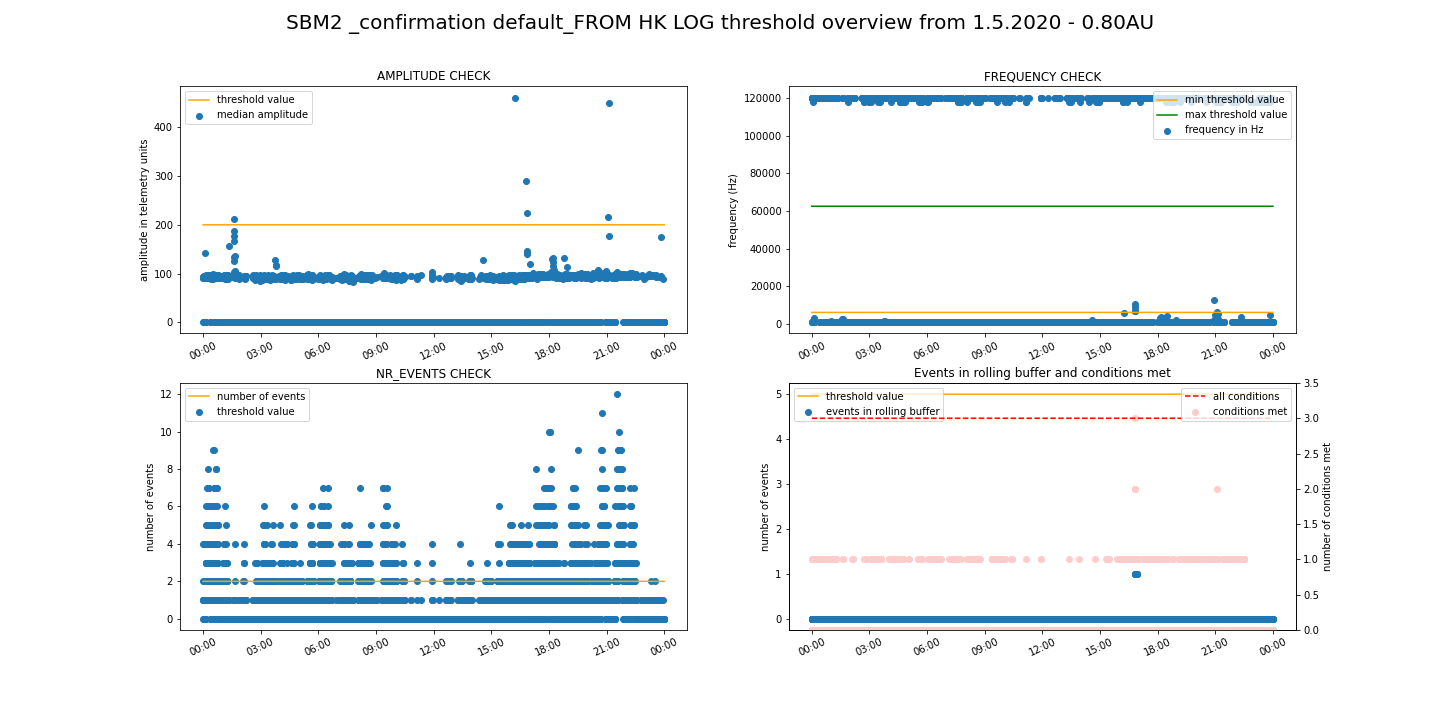 SBM2 _confirmation default_FROM HK LOG threshold overview from 1.5.2020 - 0.80AU
AMPLITUDE CHECK
threshold value
median amplitude
amplitude in telemetry units
400
300
200
100
0
00:00 03:00 06:00 09:00 12:00 15:00 18:00 21:00 00:00
FREQUENCY CHECK
min threshold value
max threshold value
frequency in Hz
frequency (Hz)
120000
100000
80000
60000
40000
20000
0
00:00 03:00 06:00 09:00 12:00 15:00 18:00 21:00 00:00
NR_EVENTS CHECK
number of events
threshold value
number of events
12
10
8
6
4
2
0
00:00 03:00 06:00 09:00 12:00 15:00 18:00 21:00 00:00
Events in rolling buffer and conditions met
threshold value
events in rolling buffer
all conditions
conditions met
number of events
5
4
3
2
1
0
3.5
3.0
2.5
2.0
1.5
1.0
0.5
0.0
number of conditions met
00:00 03:00 06:00 09:00 12:00 15:00 18:00 21:00 00:00